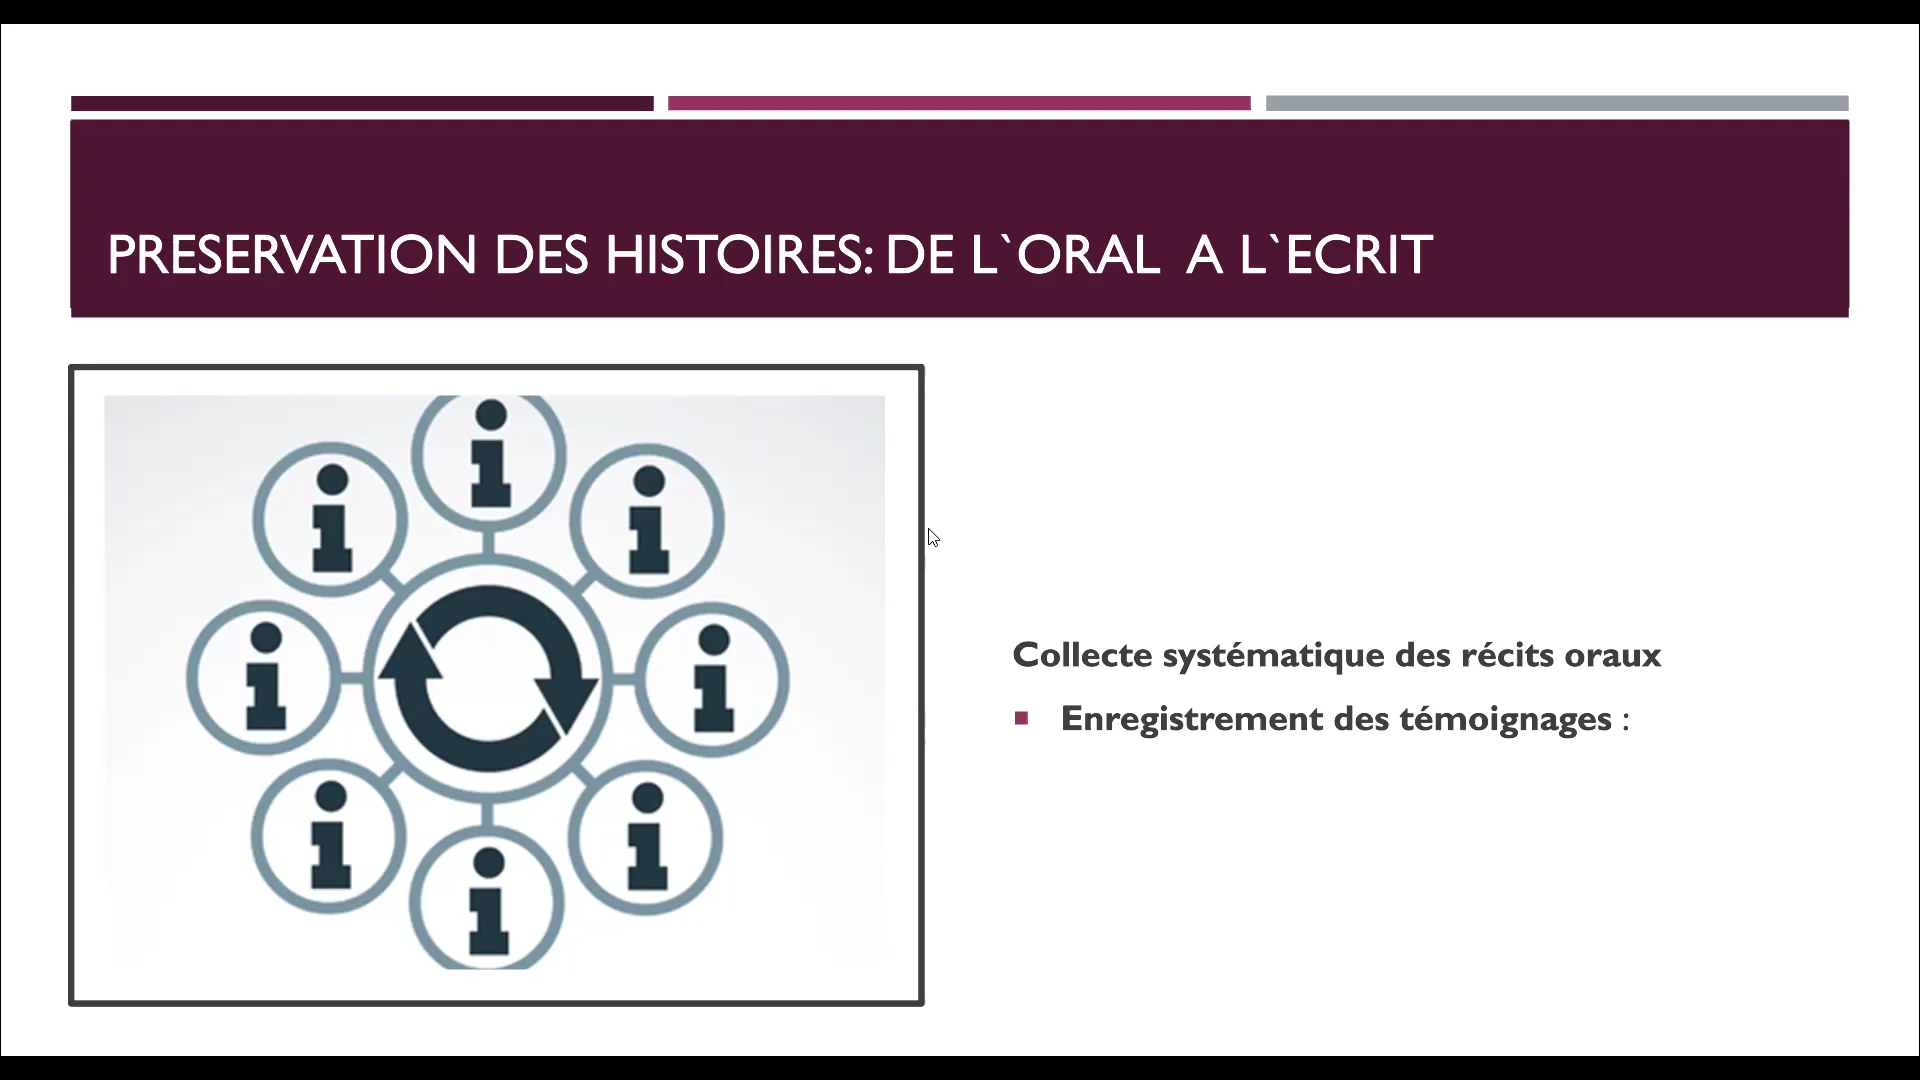 PRESERVATION DES HISTOIRES: DE L`ORAL  A L`ECRIT
Collecte systématique des récits oraux
Enregistrement des témoignages :